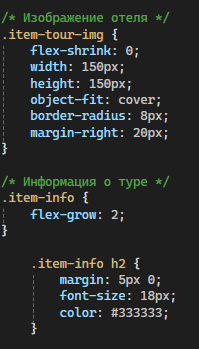 /* Изображение отеля */
.item-tour-img {
    flex-shrink: 0;
    width: 150px;
    height: 150px;
    object-fit: cover;
    border-radius: 8px;
    margin-right: 20px;
}

/* Информация о туре */
.item-info {
    flex-grow: 2;
}

    .item-info h2 {
        margin: 5px 0;
        font-size: 18px;
        color: #333333;
    }